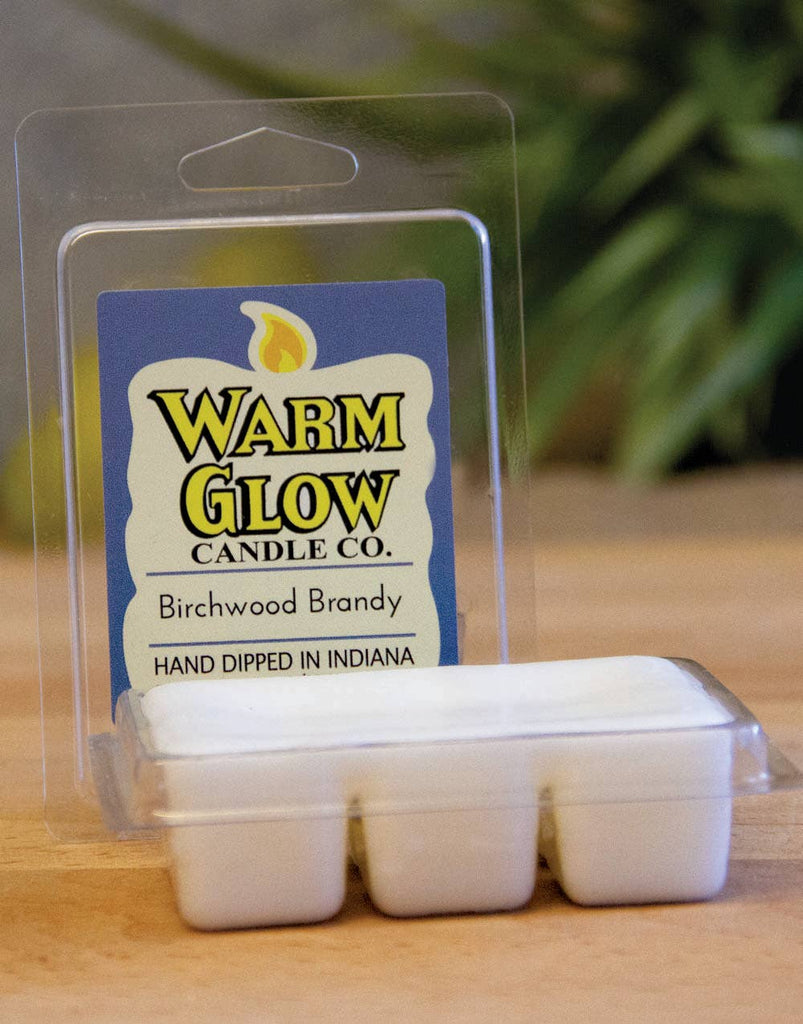 WARM
GLOW
CANDLE CO.
Birchwood Brandy
HAND DIPPED IN INDIANA